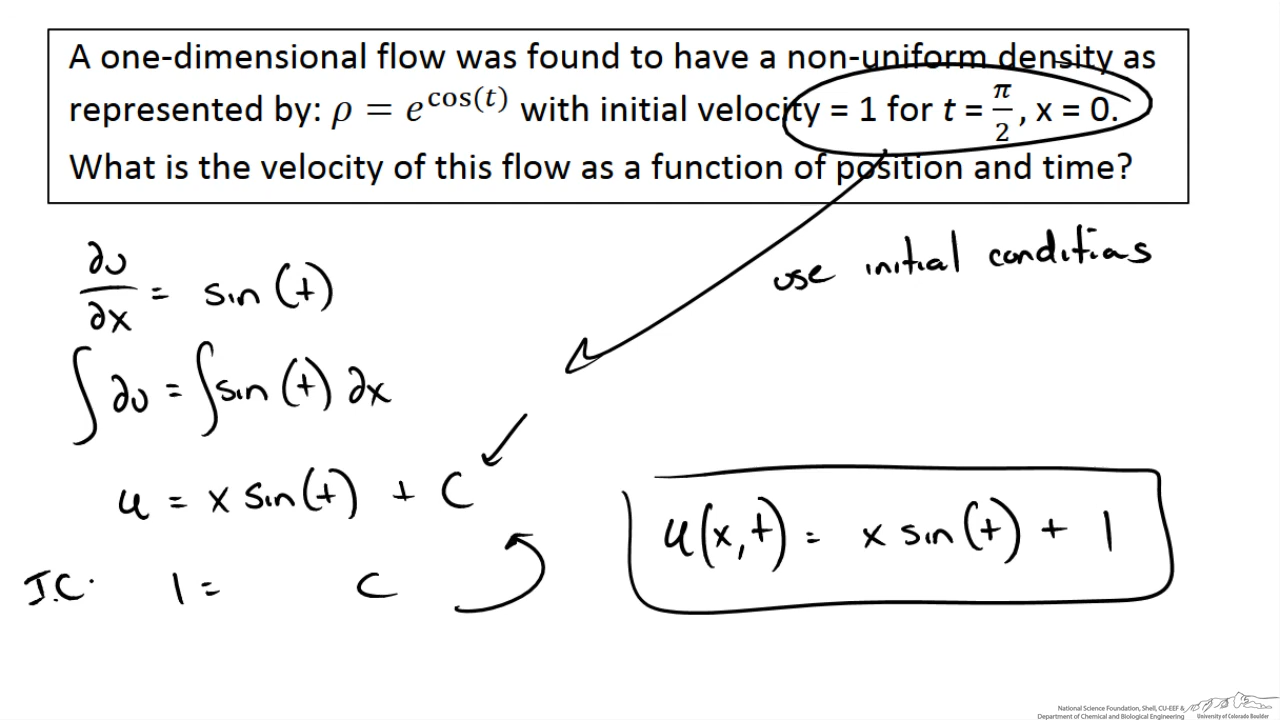 A one-dimensional flow was found to have a non-uniform density as
represented by: ρ = e^cos(t) with initial velocity = 1 for t = π/2, x = 0.
What is the velocity of this flow as a function of position and time?
use initial conditions
∂υ/∂x = sin(t)
∫∂υ = ∫sin(t) ∂x
u = x sin(t) + C
u(x,t) = x sin(t) + 1
I.C. 1 = C
National Science Foundation, Shell, CU-EEF &
Department of Chemical and Biological Engineering
University of Colorado Boulder